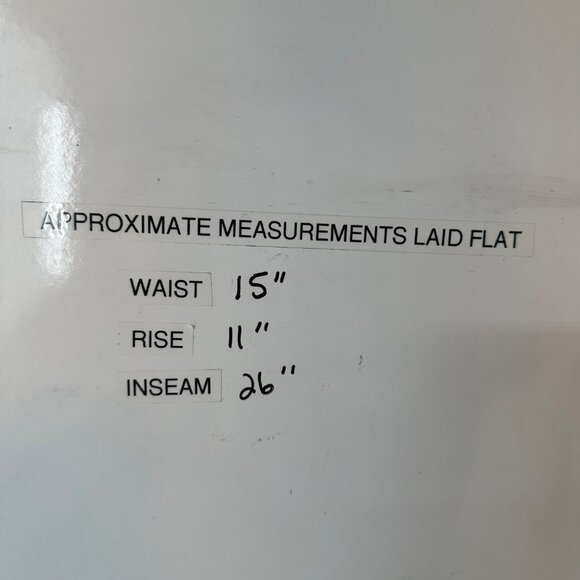 APPROXIMATE MEASUREMENTS LAID FLAT
WAIST 15"
RISE 11"
INSEAM 26"